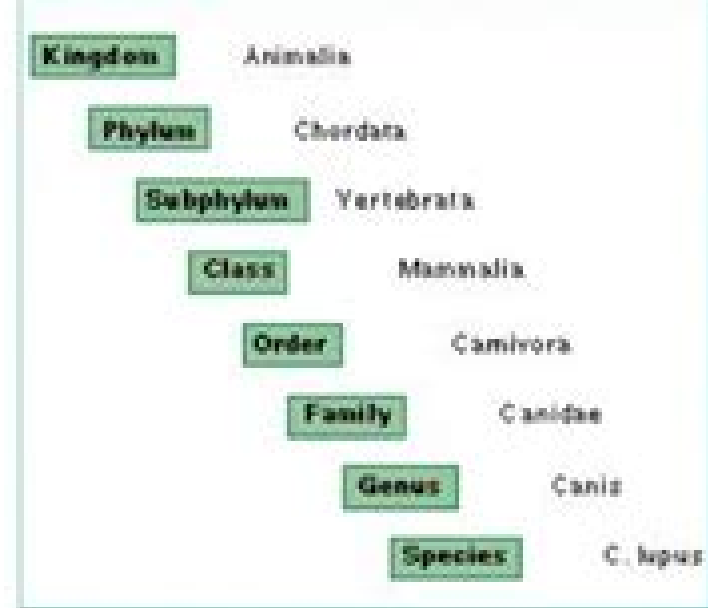 Kingdom Animalia
Phylum Chordata
Subphylum Vertebrata
Class Mammalia
Order Carnivora
Family Canidae
Genus Canis
Species C. lupus